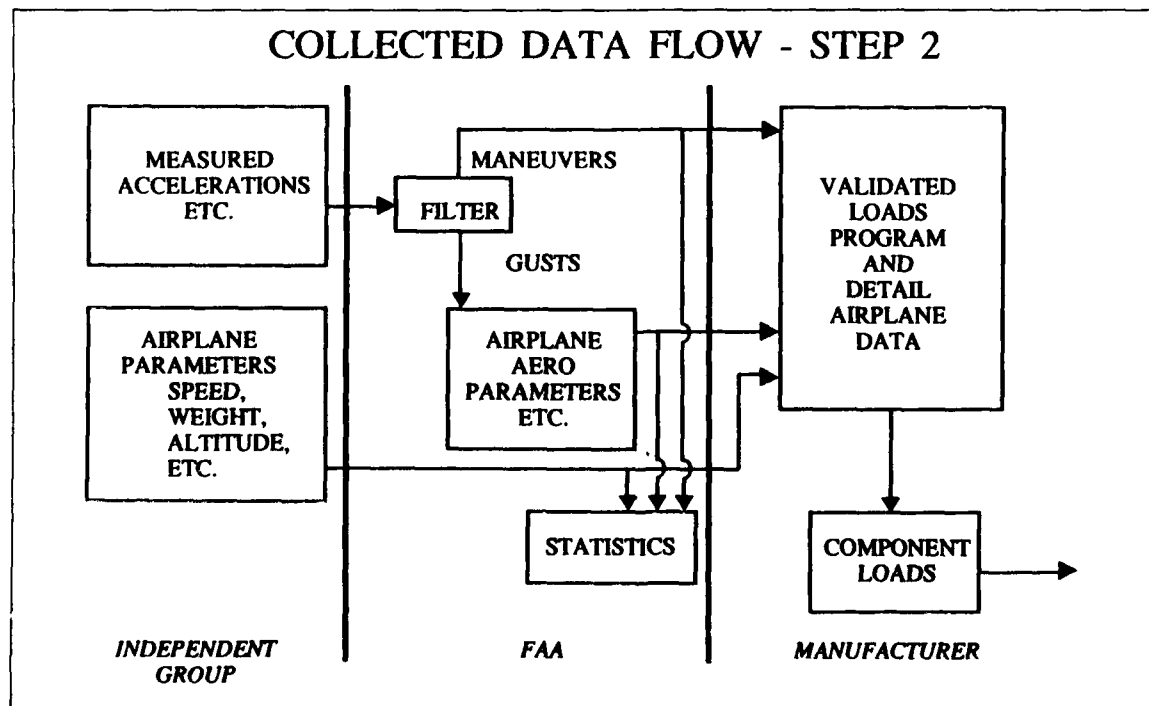 COLLECTED DATA FLOW - STEP 2
MEASURED
ACCELERATIONS
ETC.
MANEUVERS
FILTER
GUSTS
VALIDATED
LOADS
PROGRAM
AND
DETAIL
AIRPLANE
DATA
AIRPLANE
PARAMETERS
SPEED,
WEIGHT,
ALTITUDE,
ETC.
AIRPLANE
AERO
PARAMETERS
ETC.
STATISTICS
COMPONENT
LOADS
INDEPENDENT
GROUP
FAA
MANUFACTURER